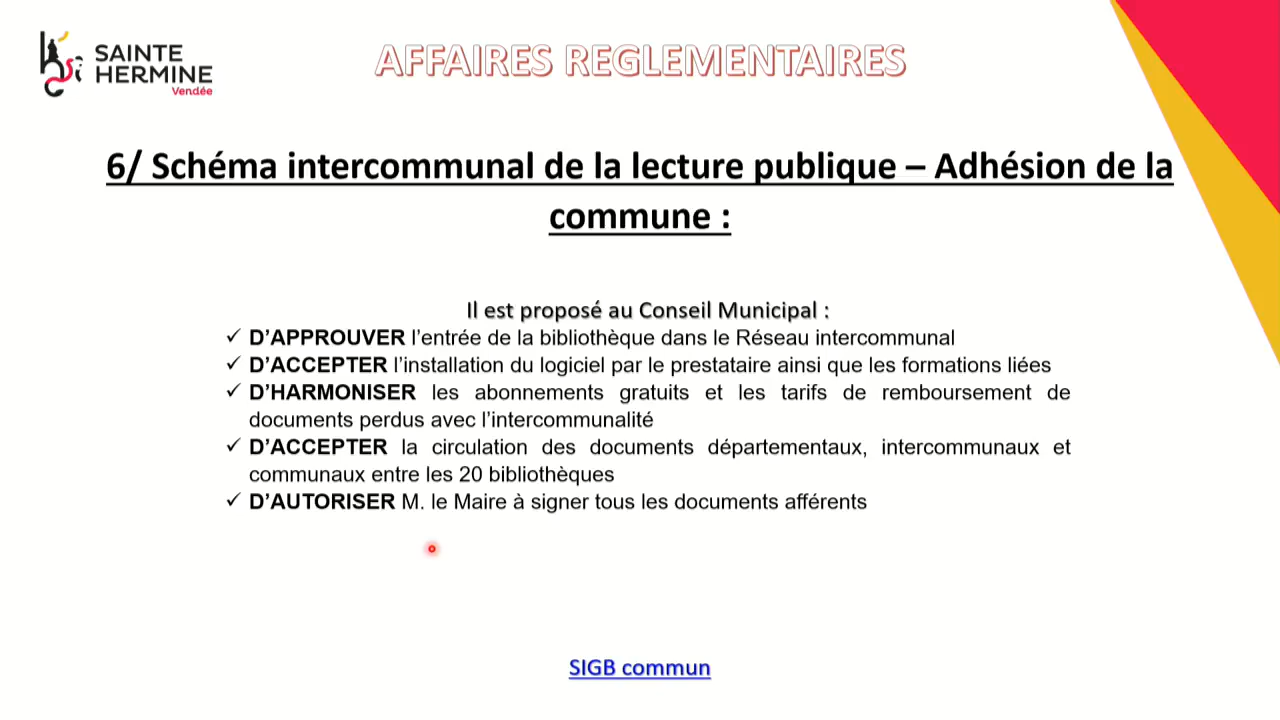 SAINTE
HERMINE
Vendée
AFFAIRES REGLEMENTAIRES
6/ Schéma intercommunal de la lecture publique – Adhésion de la
commune :
Il est proposé au Conseil Municipal :
✓ D'APPROUVER l'entrée de la bibliothèque dans le Réseau intercommunal
✓ D'ACCEPTER l'installation du logiciel par le prestataire ainsi que les formations liées
✓ D'HARMONISER les abonnements gratuits et les tarifs de remboursement de
documents perdus avec l'intercommunalité
✓ D'ACCEPTER la circulation des documents départementaux, intercommunaux et
communaux entre les 20 bibliothèques
✓ D'AUTORISER M. le Maire à signer tous les documents afférents
SIGB commun